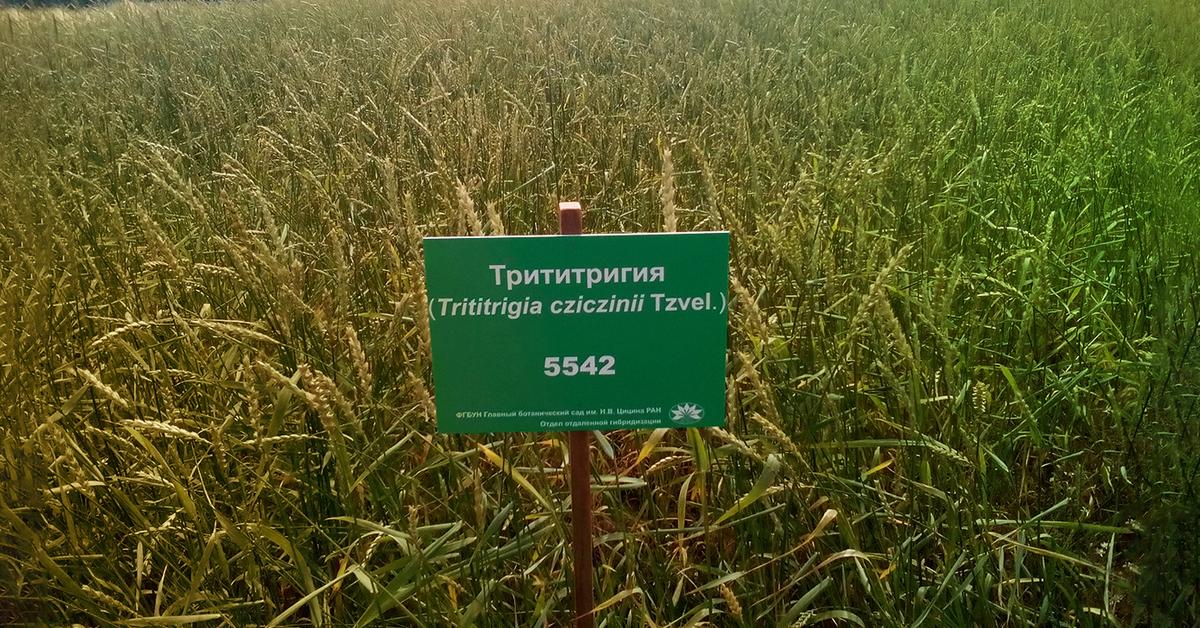 Трититригия
(Trititrigia cziczinii Tzvel.)
5542
ФГБУН Главный ботанический сад им. Н.В. Цицина РАН
Отдел отдаленной гибридизации